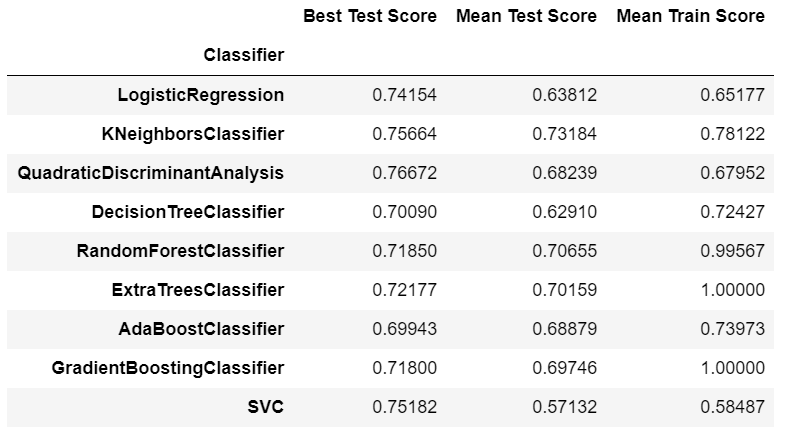 Best Test Score Mean Test Score Mean Train Score
Classifier
LogisticRegression 0.74154 0.63812 0.65177
KNeighborsClassifier 0.75664 0.73184 0.78122
QuadraticDiscriminantAnalysis 0.76672 0.68239 0.67952
DecisionTreeClassifier 0.70090 0.62910 0.72427
RandomForestClassifier 0.71850 0.70655 0.99567
ExtraTreesClassifier 0.72177 0.70159 1.00000
AdaBoostClassifier 0.69943 0.68879 0.73973
GradientBoostingClassifier 0.71800 0.69746 1.00000
SVC 0.75182 0.57132 0.58487